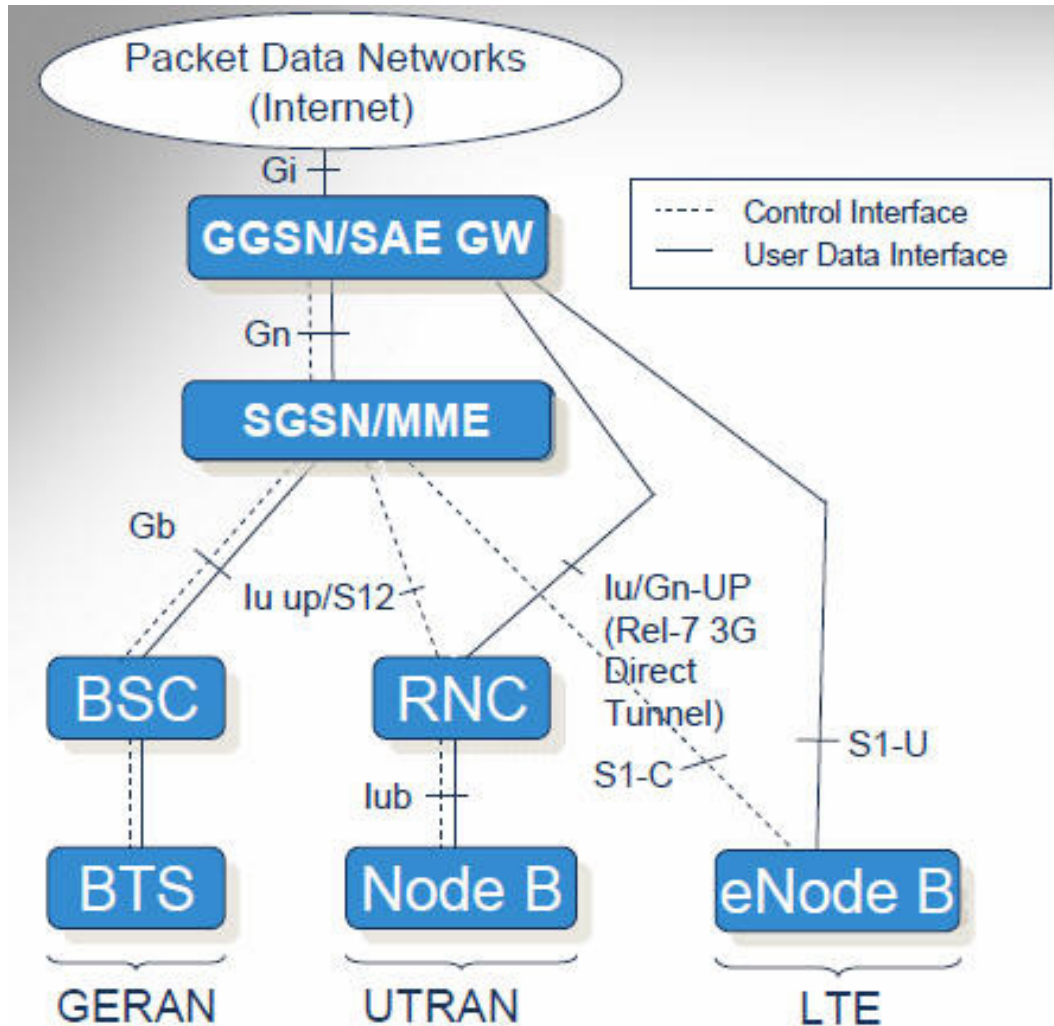 Packet Data Networks
(Internet)
Gi
GGSN/SAE GW
Control Interface
User Data Interface
Gn
SGSN/MME
Gb
Iu up/S12
Iu/Gn-UP
(Rel-7 3G
Direct
Tunnel)
BSC
RNC
S1-U
S1-C
Iub
BTS
Node B
eNode B
GERAN
UTRAN
LTE